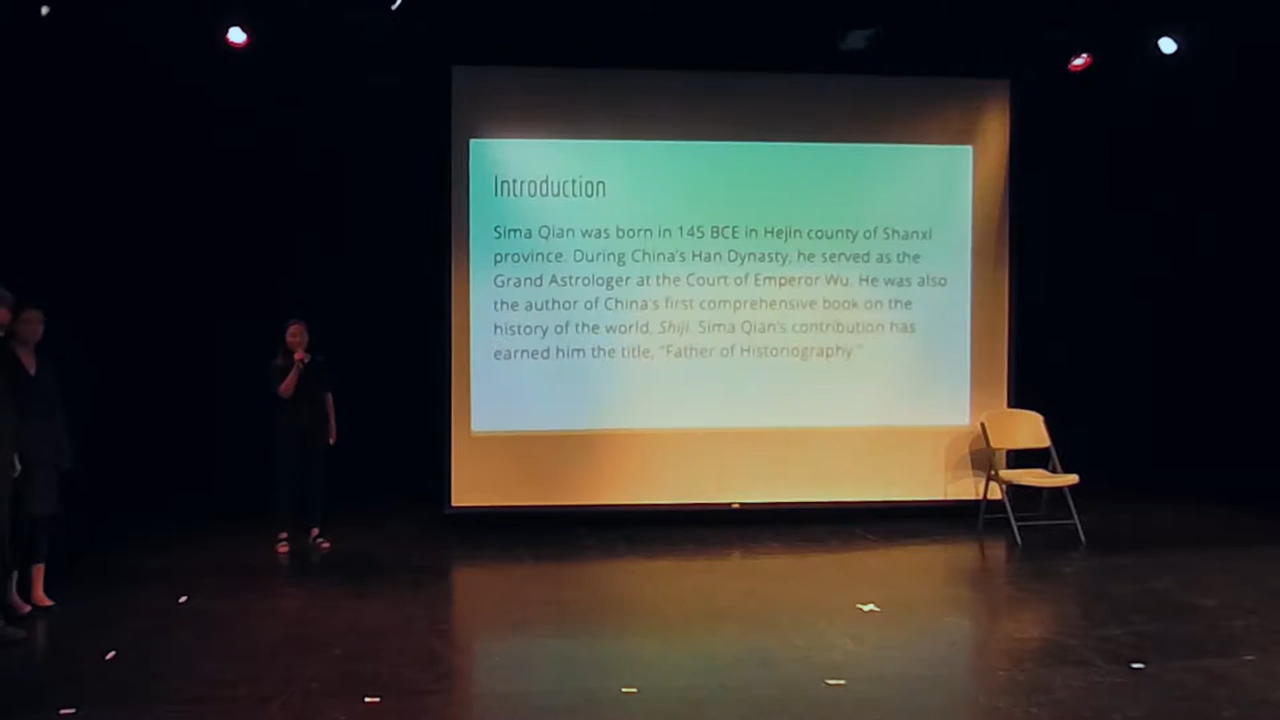 Introduction
Sima Qian was born in 145 BCE in Hejin county of Shanxi
province. During China's Han Dynasty, he served as the
Grand Astrologer at the Court of Emperor Wu. He was also
the author of China's first comprehensive book on the
history of the world, Shiji. Sima Qian's contribution has
earned him the title, "Father of Historiography."